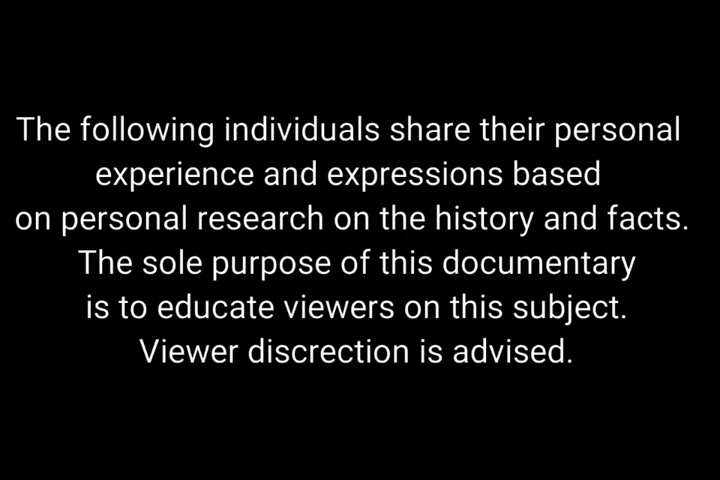 The following individuals share their personal
experience and expressions based
on personal research on the history and facts.
The sole purpose of this documentary
is to educate viewers on this subject.
Viewer discrection is advised.